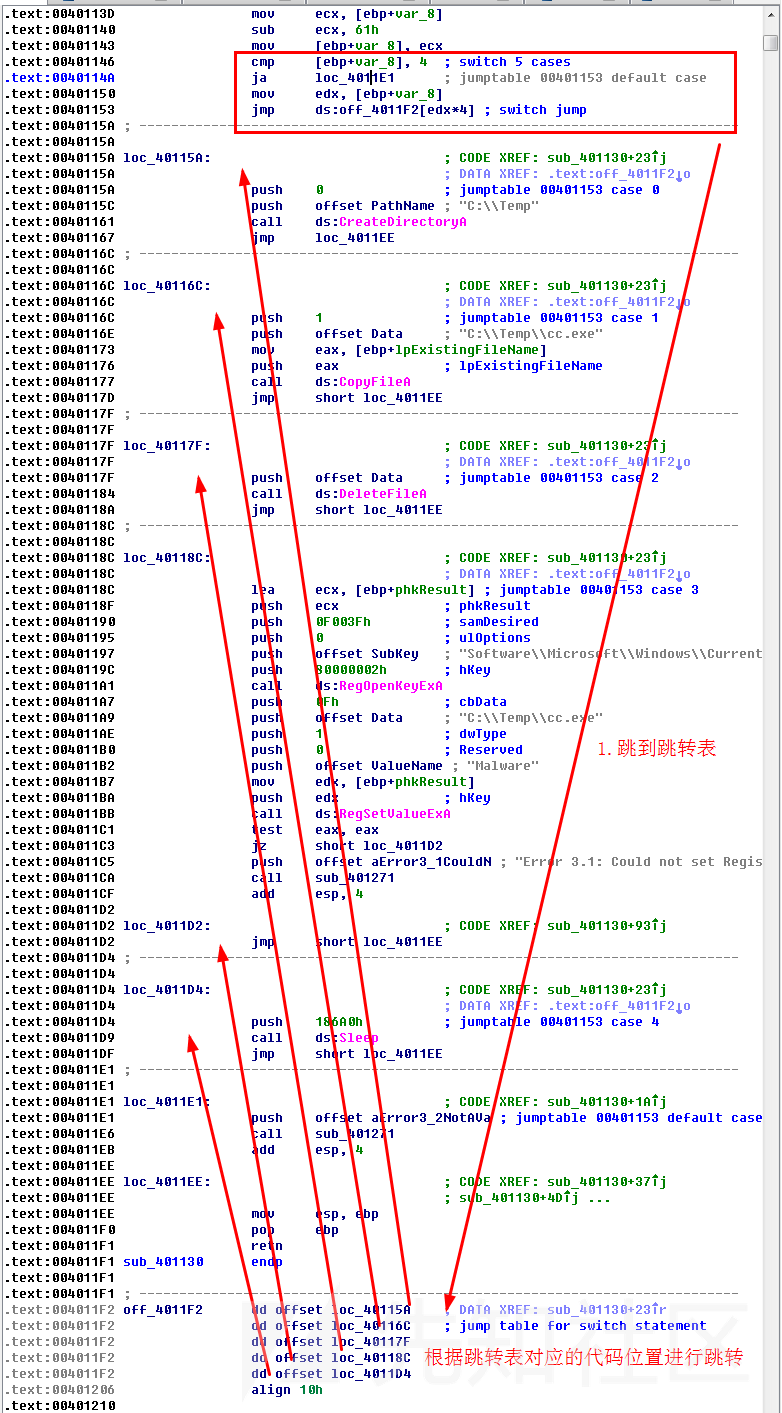 .text:0040113D mov ecx, [ebp+var_8]
.text:00401140 sub ecx, 61h
.text:00401143 mov [ebp+var_8], ecx
.text:00401146 cmp [ebp+var_8], 4 ; switch 5 cases
.text:0040114A ja loc_4011E1 ; jumptable 00401153 default case
.text:00401150 mov edx, [ebp+var_8]
.text:00401153 jmp ds:off_4011F2[edx*4] ; switch jump
.text:0040115A ; ---------------------------------------------------------------------------
.text:0040115A
.text:0040115A loc_40115A: ; CODE XREF: sub_401130+23↑j
.text:0040115A ; DATA XREF: .text:off_4011F2↓o
.text:0040115A push 0 ; jumptable 00401153 case 0
.text:0040115C push offset PathName ; "C:\\Temp"
.text:00401161 call ds:CreateDirectoryA
.text:00401167 jmp loc_4011EE
.text:0040116C ; ---------------------------------------------------------------------------
.text:0040116C
.text:0040116C loc_40116C: ; CODE XREF: sub_401130+23↑j
.text:0040116C ; DATA XREF: .text:off_4011F2↓o
.text:0040116C push 1 ; jumptable 00401153 case 1
.text:0040116E push offset Data ; "C:\\Temp\\cc.exe"
.text:00401173 mov eax, [ebp+lpExistingFileName]
.text:00401176 push eax ; lpExistingFileName
.text:00401177 call ds:CopyFileA
.text:0040117D jmp short loc_4011EE
.text:0040117F ; ---------------------------------------------------------------------------
.text:0040117F
.text:0040117F loc_40117F: ; CODE XREF: sub_401130+23↑j
.text:0040117F ; DATA XREF: .text:off_4011F2↓o
.text:0040117F push offset Data ; jumptable 00401153 case 2
.text:00401184 call ds:DeleteFileA
.text:0040118A jmp short loc_4011EE
.text:0040118C ; ---------------------------------------------------------------------------
.text:0040118C
.text:0040118C loc_40118C: ; CODE XREF: sub_401130+23↑j
.text:0040118C ; DATA XREF: .text:off_4011F2↓o
.text:0040118C lea ecx, [ebp+phkResult] ; jumptable 00401153 case 3
.text:0040118F push ecx ; phkResult
.text:00401190 push 0F003Fh ; samDesired
.text:00401195 push 0 ; ulOptions
.text:00401197 push offset SubKey ; "Software\\Microsoft\\Windows\\Current
.text:0040119C push 80000002h ; hKey
.text:004011A1 call ds:RegOpenKeyExA
.text:004011A7 push 0Fh ; cbData
.text:004011A9 push offset Data ; "C:\\Temp\\cc.exe"
.text:004011AE push 1 ; dwType
.text:004011B0 push 0 ; Reserved
.text:004011B2 push offset ValueName ; "Malware"
.text:004011B7 mov edx, [ebp+phkResult]
.text:004011BA push edx ; hKey
.text:004011BB call ds:RegSetValueExA
.text:004011C1 test eax, eax
.text:004011C3 jz short loc_4011D2
.text:004011C5 push offset aError3_1CouldN ; "Error 3.1: Could not set Regis
.text:004011CA call sub_401271
.text:004011CF add esp, 4
.text:004011D2
.text:004011D2 loc_4011D2: ; CODE XREF: sub_401130+93↑j
.text:004011D2 jmp short loc_4011EE
.text:004011D4 ; ---------------------------------------------------------------------------
.text:004011D4
.text:004011D4 loc_4011D4: ; CODE XREF: sub_401130+23↑j
.text:004011D4 ; DATA XREF: .text:off_4011F2↓o
.text:004011D4 push 186A0h ; jumptable 00401153 case 4
.text:004011D9 call ds:Sleep
.text:004011DF jmp short loc_4011EE
.text:004011E1 ; ---------------------------------------------------------------------------
.text:004011E1
.text:004011E1 loc_4011E1: ; CODE XREF: sub_401130+1A↑j
.text:004011E1 push offset aError3_2NotAVa ; jumptable 00401153 default case
.text:004011E6 call sub_401271
.text:004011EB add esp, 4
.text:004011EE
.text:004011EE loc_4011EE: ; CODE XREF: sub_401130+37↑j
.text:004011EE ; sub_401130+4D↑j ...
.text:004011EE mov esp, ebp
.text:004011F0 pop ebp
.text:004011F1 retn
.text:004011F1 sub_401130 endp
.text:004011F1
.text:004011F1 ; ---------------------------------------------------------------------------
.text:004011F2 off_4011F2 dd offset loc_40115A ; DATA XREF: sub_401130+23↑r
.text:004011F2 dd offset loc_40116C ; jump table for switch statement
.text:004011F2 dd offset loc_40117F
.text:004011F2 dd offset loc_40118C
.text:004011F2 dd offset loc_4011D4
.text:00401206 align 10h
.text:00401210
1.跳到跳转表
根据跳转表对应的代码位置进行跳转
先知社区